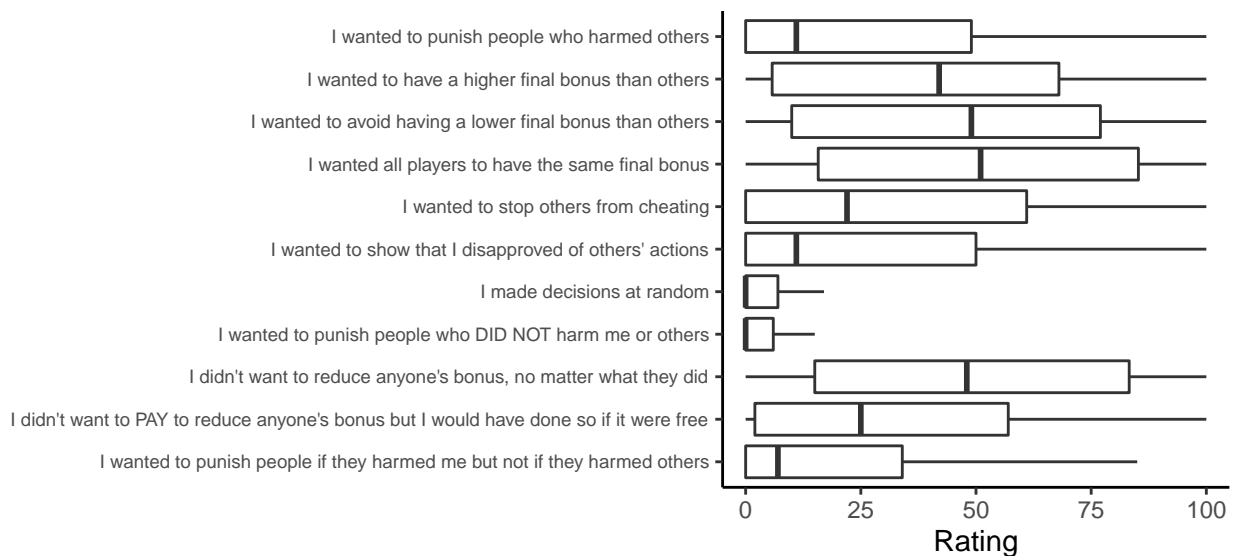 I wanted to punish people who harmed others
I wanted to have a higher final bonus than others
I wanted to avoid having a lower final bonus than others
I wanted all players to have the same final bonus
I wanted to stop others from cheating
I wanted to show that I disapproved of others' actions
I made decisions at random
I wanted to punish people who DID NOT harm me or others
I didn't want to reduce anyone's bonus, no matter what they did
I didn't want to PAY to reduce anyone's bonus but I would have done so if it were free
I wanted to punish people if they harmed me but not if they harmed others
0 25 50 75 100
Rating